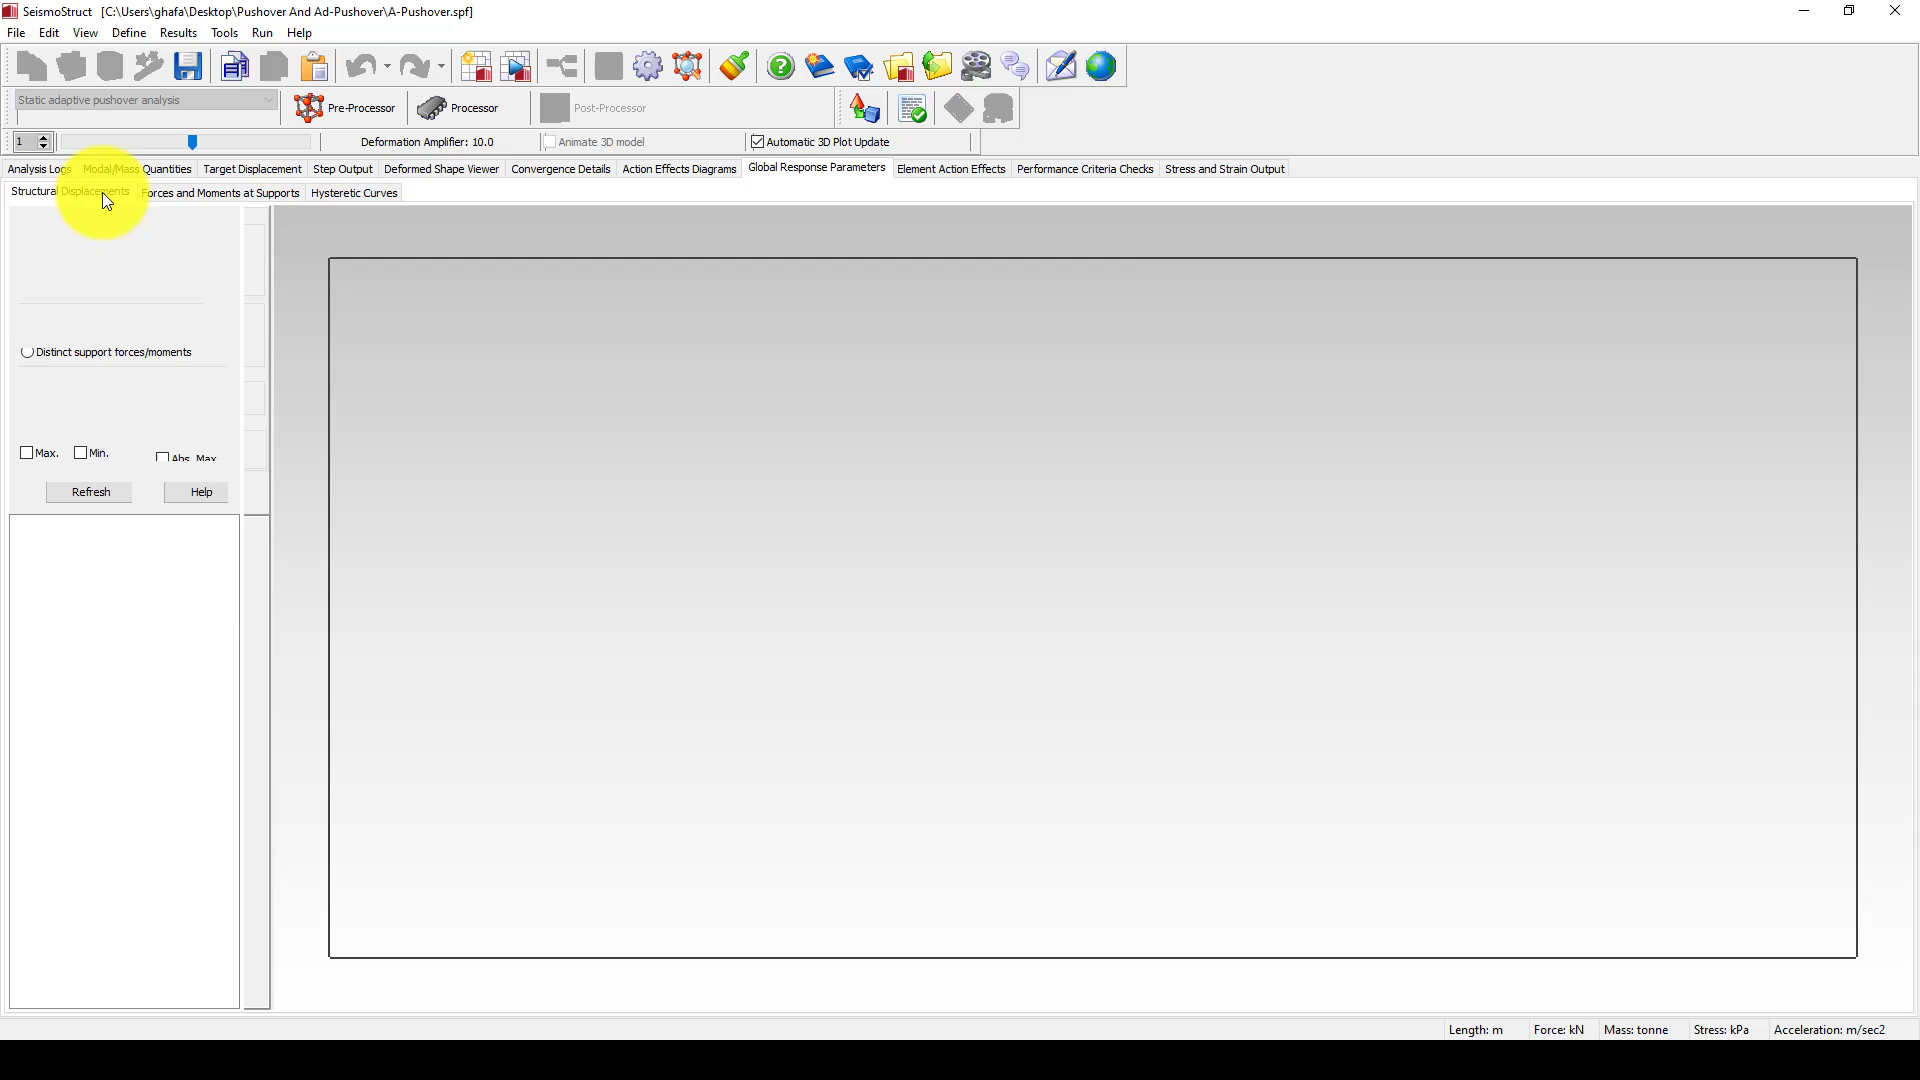 SeismoStruct [C:\Users\ghafa\Desktop\Pushover And Ad-Pushover\A-Pushover.spf]
File Edit View Define Results Tools Run Help
Static adaptive pushover analysis
Pre-Processor
Processor
Post-Processor
1
Deformation Amplifier: 10.0
Animate 3D model
Automatic 3D Plot Update
Analysis Logs Modal/Mass Quantities Target Displacement Step Output Deformed Shape Viewer Convergence Details Action Effects Diagrams Global Response Parameters Element Action Effects Performance Criteria Checks Stress and Strain Output
Structural Displacements Forces and Moments at Supports Hysteretic Curves
Distinct support forces/moments
Max. Min. Abs. Max
Refresh Help
Length: m Force: kN Mass: tonne Stress: kPa Acceleration: m/sec2